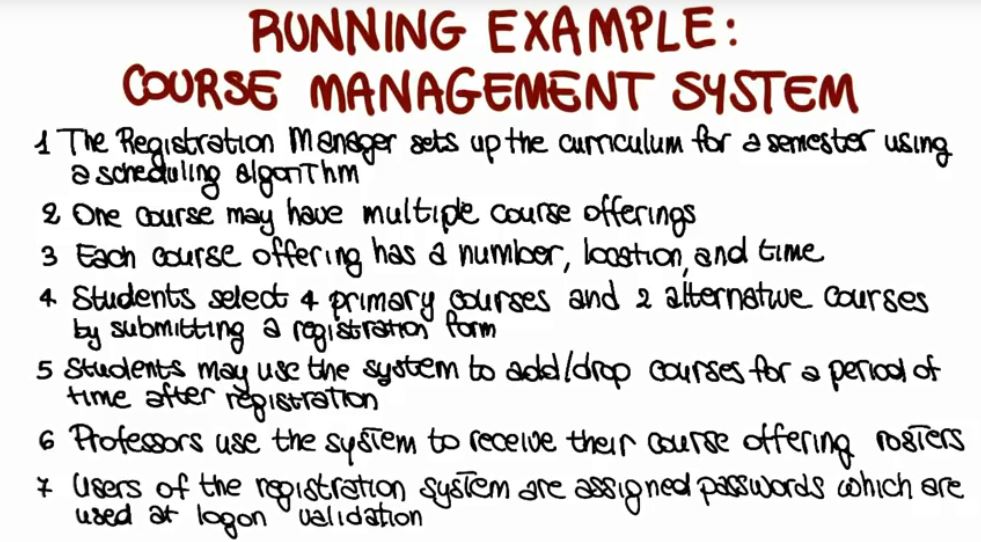 RUNNING EXAMPLE:
COURSE MANAGEMENT SYSTEM
1 The Registration Manager sets up the curriculum for a semester using
a scheduling algorithm
2 One course may have multiple course offerings
3 Each course offering has a number, location, and time
4 Students select 4 primary courses and 2 alternative courses
by submitting a registration form
5 Students may use the system to add/drop courses for a period of
time after registration
6 Professors use the system to receive their course offering rosters
7 Users of the registration system are assigned passwords which are
used at logon validation